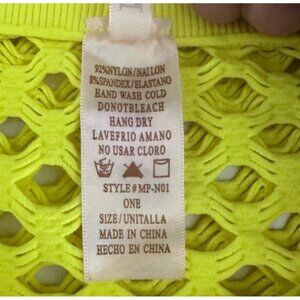 92%NYLON/NAILON
8%SPANDEX/ELASTANO
HAND WASH COLD
DONOTBLEACH
HANG DRY
LAVEFRIO AMANO
NO USAR CLORO
STYLE # MP-N01
ONE
SIZE/UNITALLA
MADE IN CHINA
HECHO EN CHINA